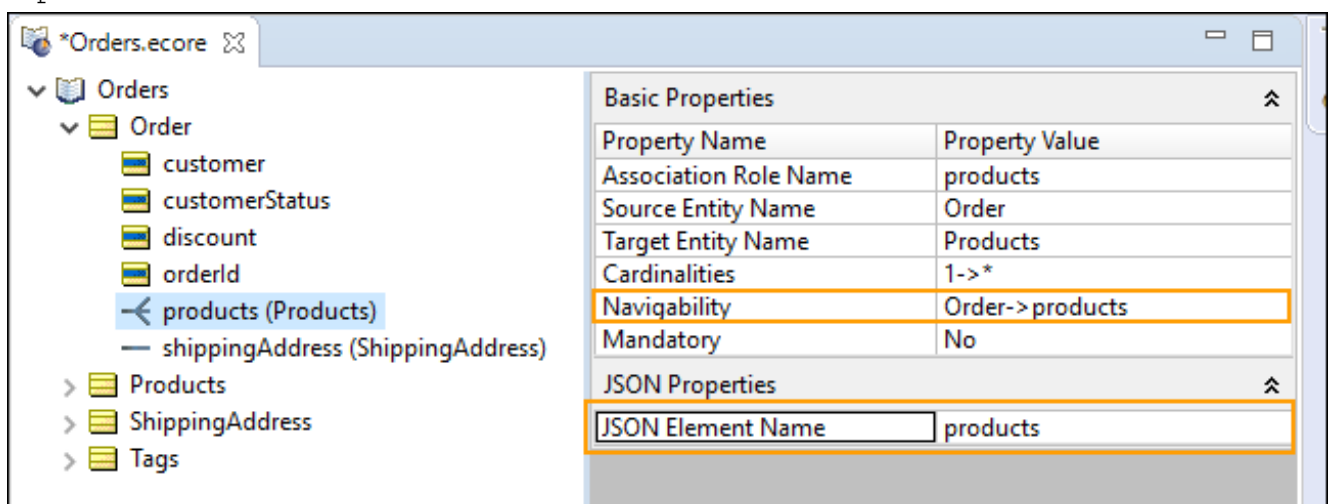 *Orders.ecore
Orders
Order
customer
customerStatus
discount
orderId
products (Products)
shippingAddress (ShippingAddress)
Products
ShippingAddress
Tags
Basic Properties
Property Name Property Value
Association Role Name products
Source Entity Name Order
Target Entity Name Products
Cardinalities 1->*
Navigability Order->products
Mandatory No
JSON Properties
JSON Element Name products